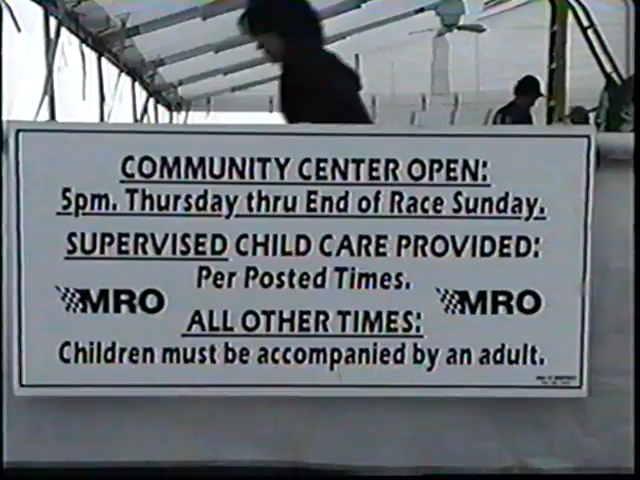 COMMUNITY CENTER OPEN:
5pm. Thursday thru End of Race Sunday.
SUPERVISED CHILD CARE PROVIDED:
Per Posted Times.
MRO MRO
ALL OTHER TIMES:
Children must be accompanied by an adult.